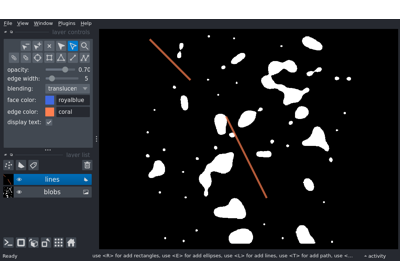 File View Window Plugins Help
layer controls
opacity: 0.70
edge width: 5
blending: translucen
face color: royalblue
edge color: coral
display text:
layer list
lines
blobs
Ready use <R> for add rectangles, use <E> for add ellipses, use <L> for add lines, use <T> for add path, use <... activity